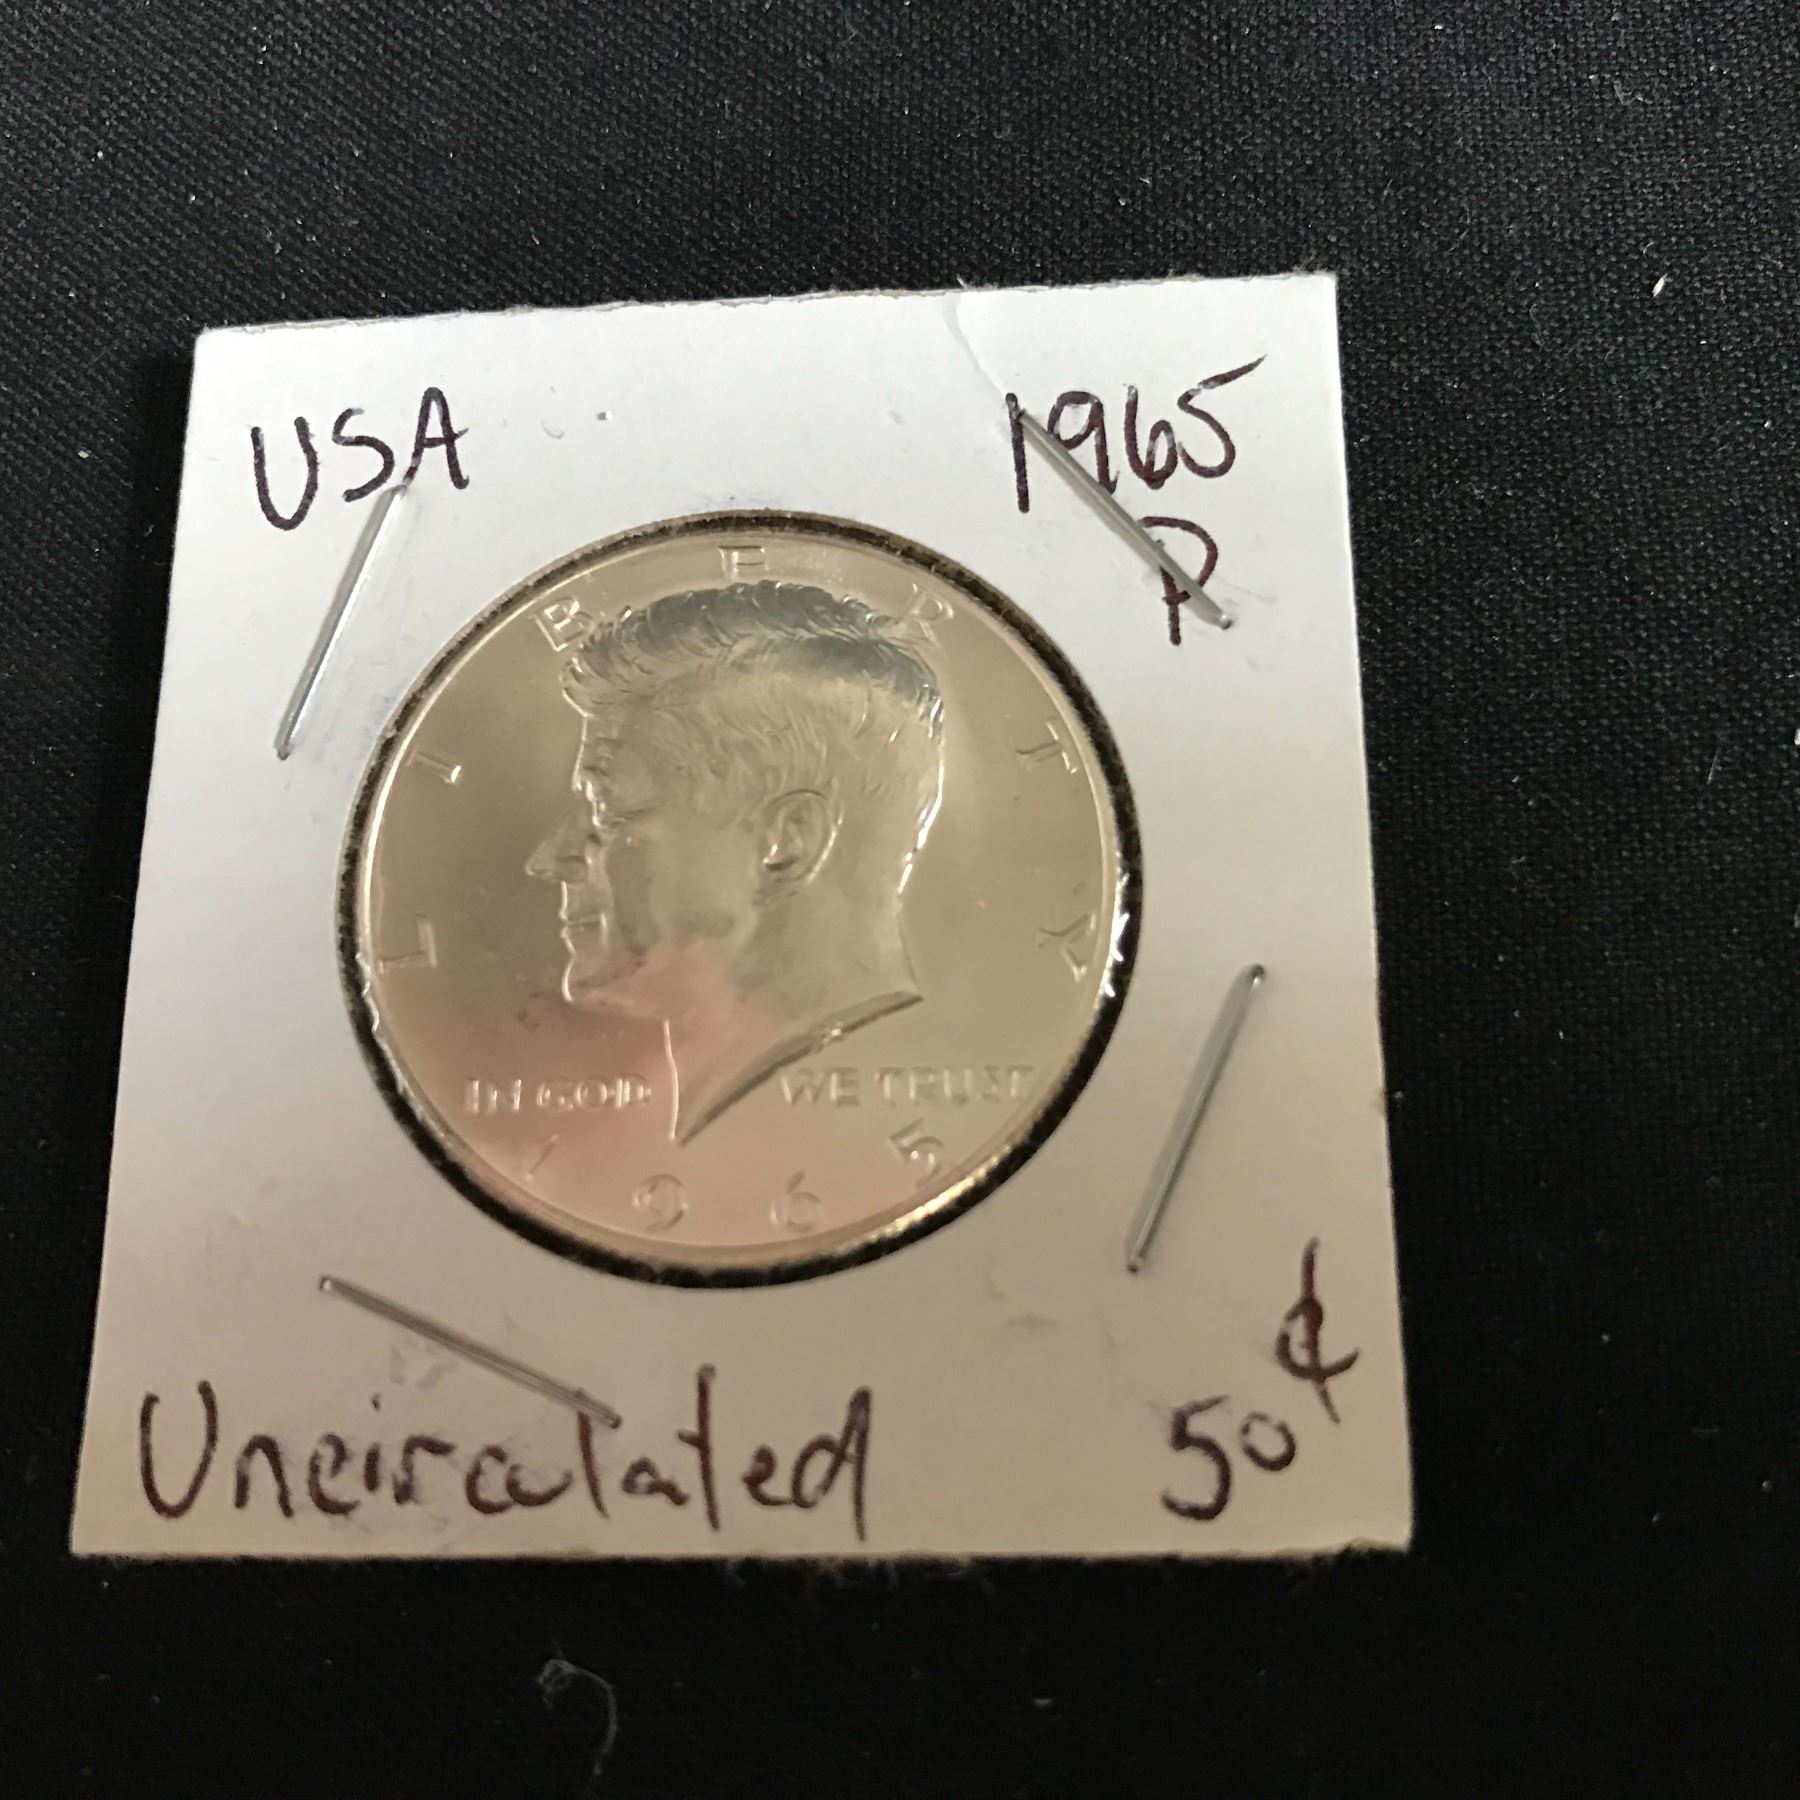 USA
1965
P
LIBERTY
IN GOD WE TRUST
1965
50¢
Uncirculated